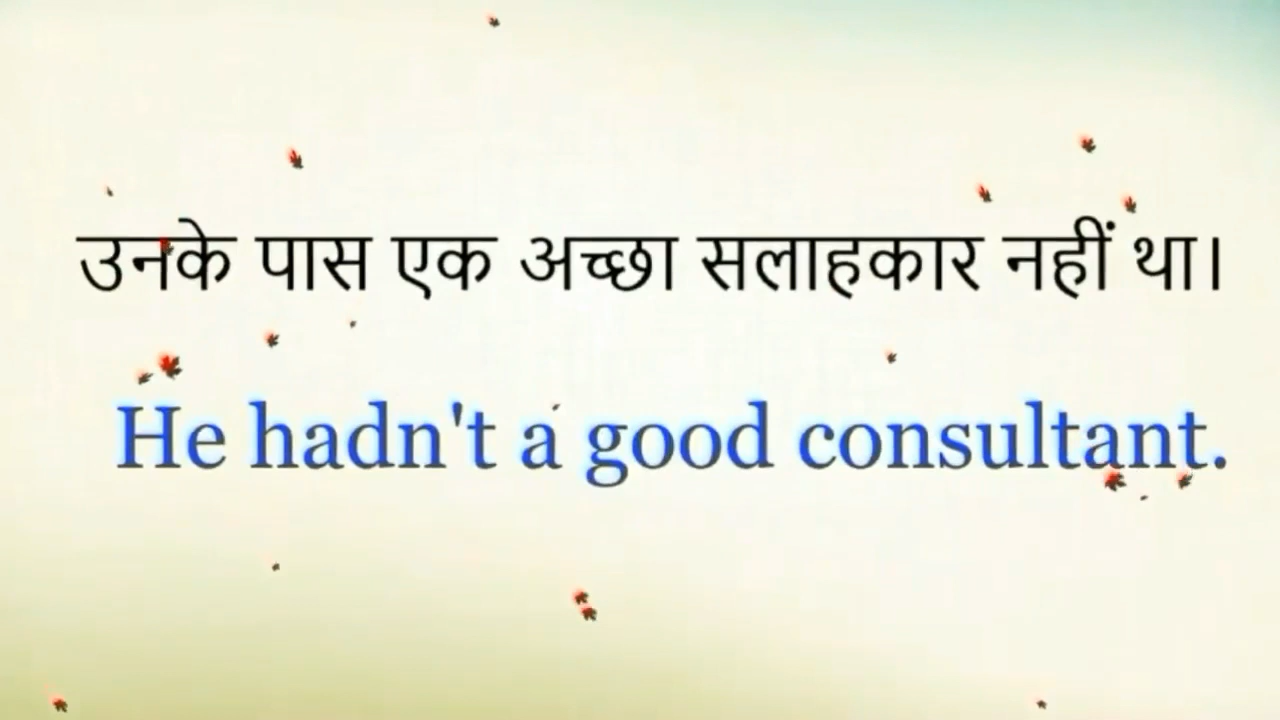 उनके पास एक अच्छा सलाहकार नहीं था।
He hadn't a good consultant.